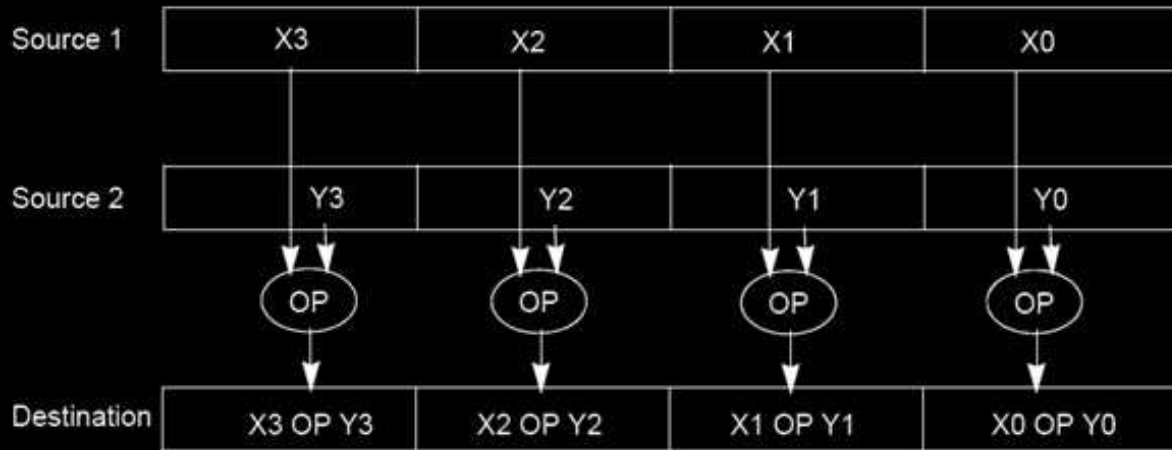 Source 1 X3 X2 X1 X0
Source 2 Y3 Y2 Y1 Y0
OP OP OP OP
Destination X3 OP Y3 X2 OP Y2 X1 OP Y1 X0 OP Y0